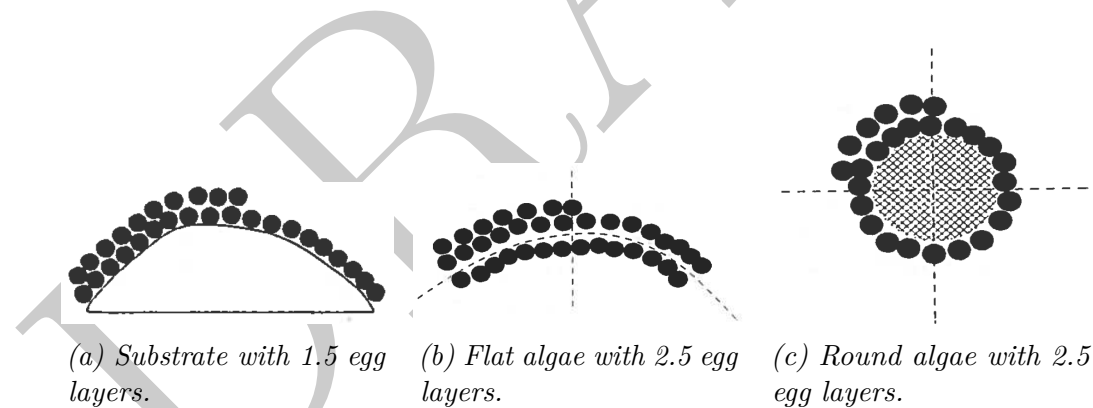 (a) Substrate with 1.5 egg
layers.
(b) Flat algae with 2.5 egg
layers.
(c) Round algae with 2.5
egg layers.